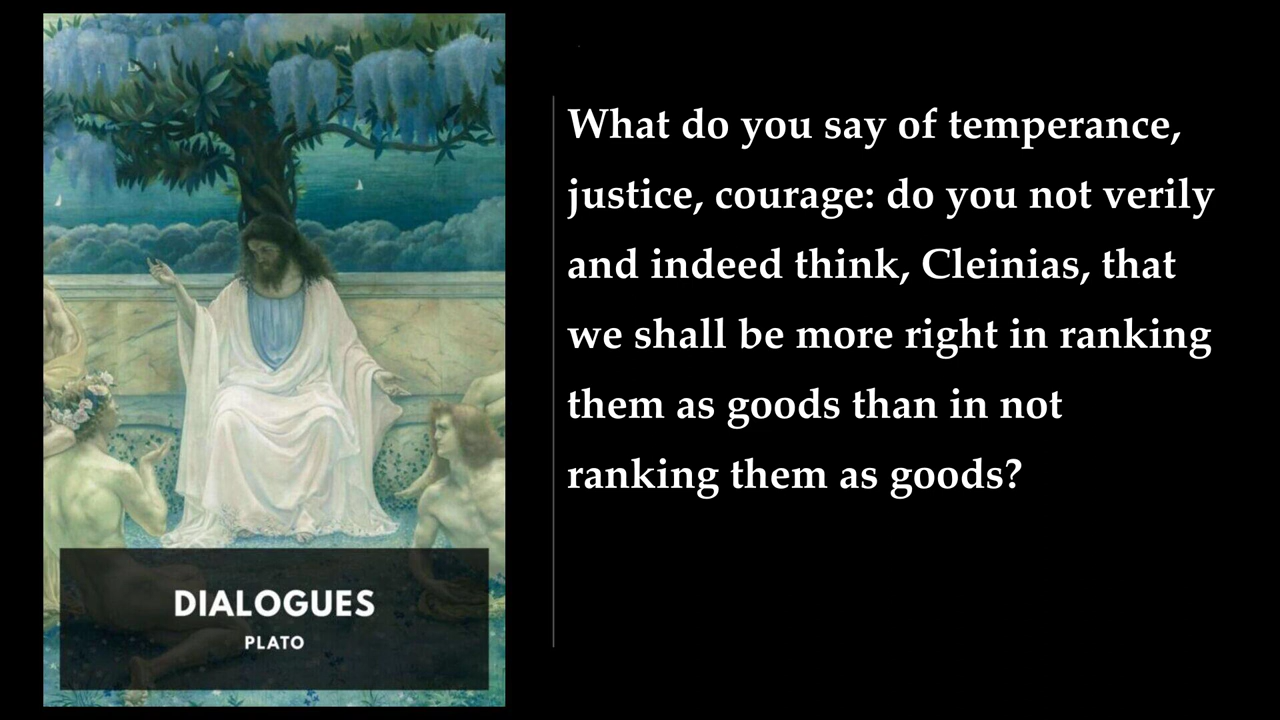 What do you say of temperance,
justice, courage: do you not verily
and indeed think, Cleinias, that
we shall be more right in ranking
them as goods than in not
ranking them as goods?
DIALOGUES
PLATO